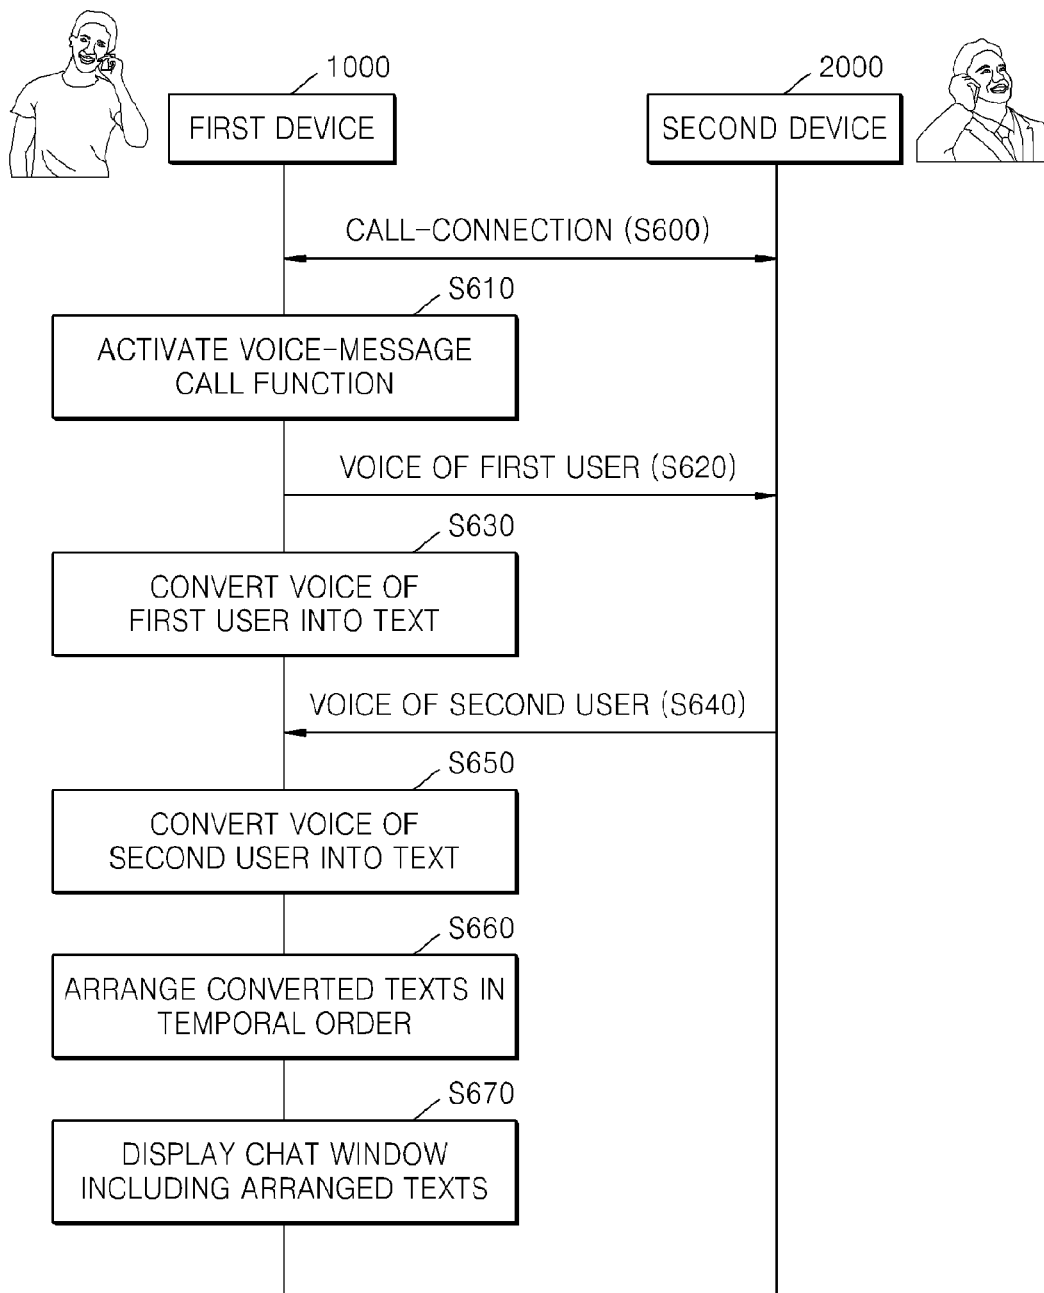 1000
2000
FIRST DEVICE
SECOND DEVICE
CALL-CONNECTION (S600)
S610
ACTIVATE VOICE-MESSAGE
CALL FUNCTION
VOICE OF FIRST USER (S620)
S630
CONVERT VOICE OF
FIRST USER INTO TEXT
VOICE OF SECOND USER (S640)
S650
CONVERT VOICE OF
SECOND USER INTO TEXT
S660
ARRANGE CONVERTED TEXTS IN
TEMPORAL ORDER
S670
DISPLAY CHAT WINDOW
INCLUDING ARRANGED TEXTS